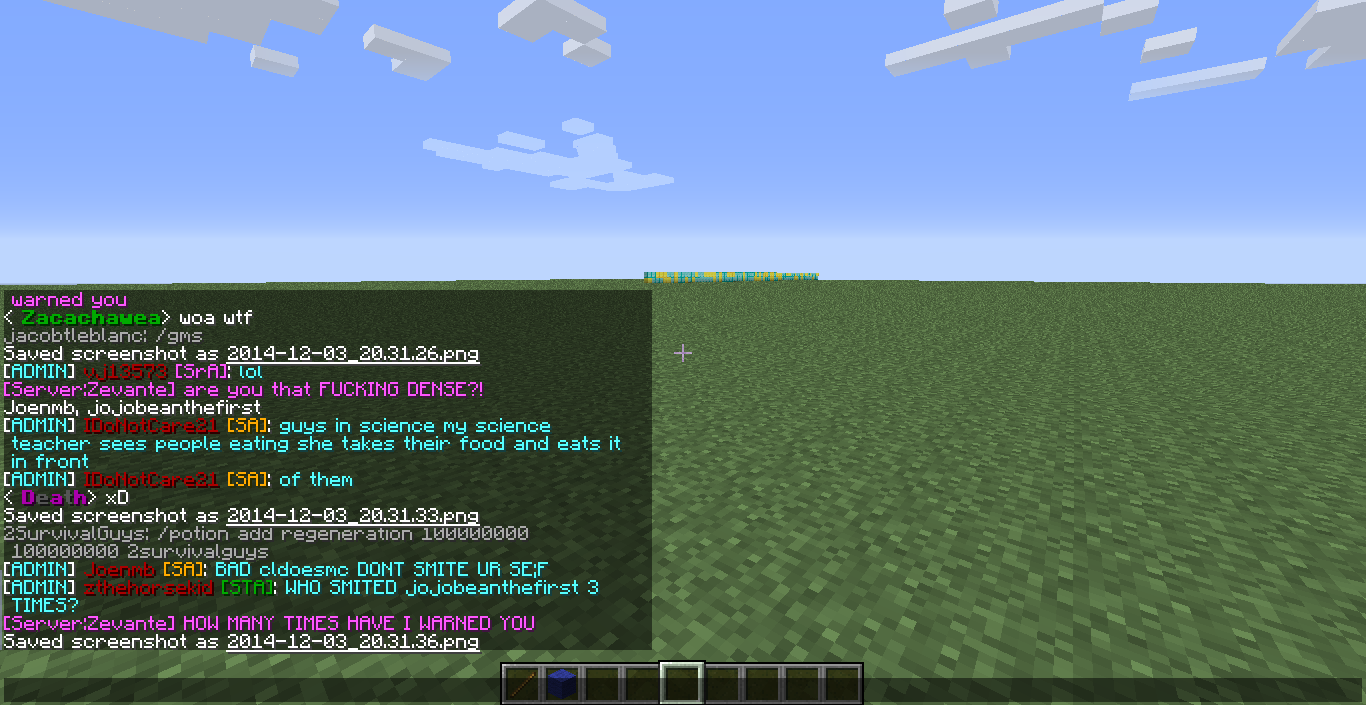 warned you
< Zacachawea> woa wtf
jacobtleblanc: /gms
Saved screenshot as 2014-12-03_20.31.26.png
[ADMIN] vj13573 [SrA]: lol
[Server:Zevante] are you that FUCKING DENSE?!
Joenmb, jojobeanthefirst
[ADMIN] IDoNotCare21 [SA]: guys in science my science
teacher sees people eating she takes their food and eats it
in front
[ADMIN] IDoNotCare21 [SA]: of them
< Death> xD
Saved screenshot as 2014-12-03_20.31.33.png
2SurvivalGuys: /potion add regeneration 100000000
100000000 2survivalguys
[ADMIN] Joenmb [SA]: BAD cldoesmc DONT SMITE UR SE;F
[ADMIN] zthehorsekid [STA]: WHO SMITED jojobeanthefirst 3
TIMES?
[Server:Zevante] HOW MANY TIMES HAVE I WARNED YOU
Saved screenshot as 2014-12-03_20.31.36.png